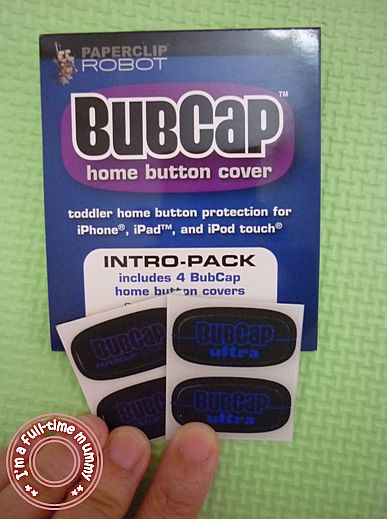 PAPERCLIP
ROBOT
BUBCAP™
home button cover
toddler home button protection for
iPhone®, iPad™, and iPod touch®
INTRO-PACK
includes 4 BubCap
home button covers
BUBCAP
PAPERCLIP
BUBCAP
ultra
BUBCAP
BUBCAP
ultra
I'm a full-time mummy